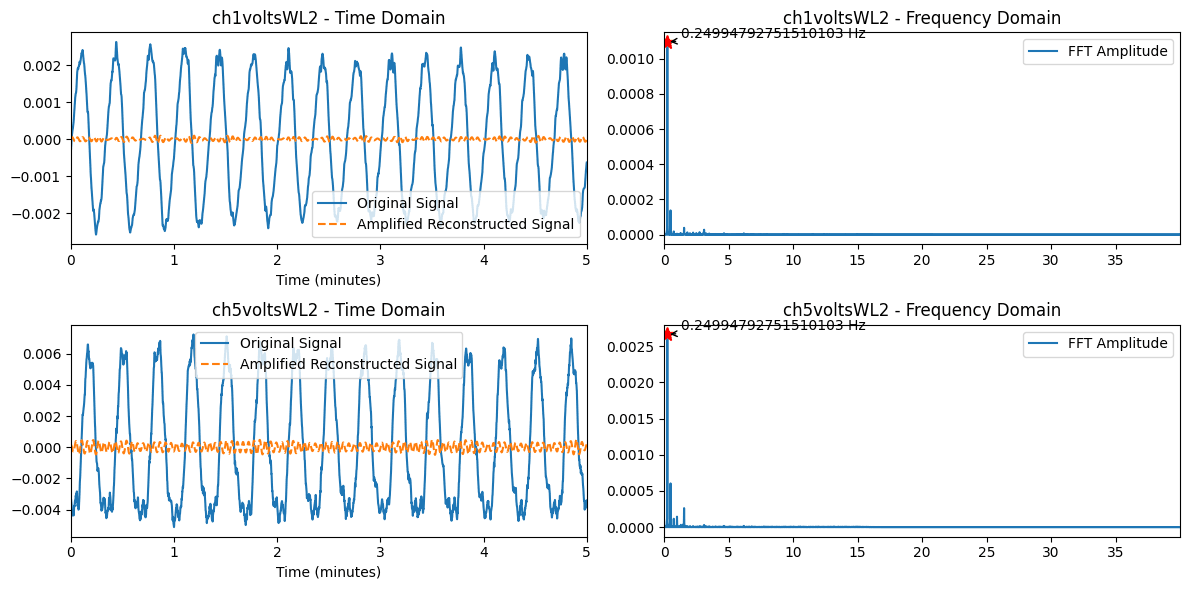 ch1voltsWL2 - Time Domain
0.002
0.001
0.000
−0.001
−0.002
Original Signal
Amplified Reconstructed Signal
0 1 2 3 4 5
Time (minutes)
ch1voltsWL2 - Frequency Domain
0.24994792751510103 Hz
FFT Amplitude
0.0010
0.0008
0.0006
0.0004
0.0002
0.0000
0 5 10 15 20 25 30 35
ch5voltsWL2 - Time Domain
Original Signal
Amplified Reconstructed Signal
0.006
0.004
0.002
0.000
−0.002
−0.004
0 1 2 3 4 5
Time (minutes)
ch5voltsWL2 - Frequency Domain
0.24994792751510103 Hz
FFT Amplitude
0.0025
0.0020
0.0015
0.0010
0.0005
0.0000
0 5 10 15 20 25 30 35